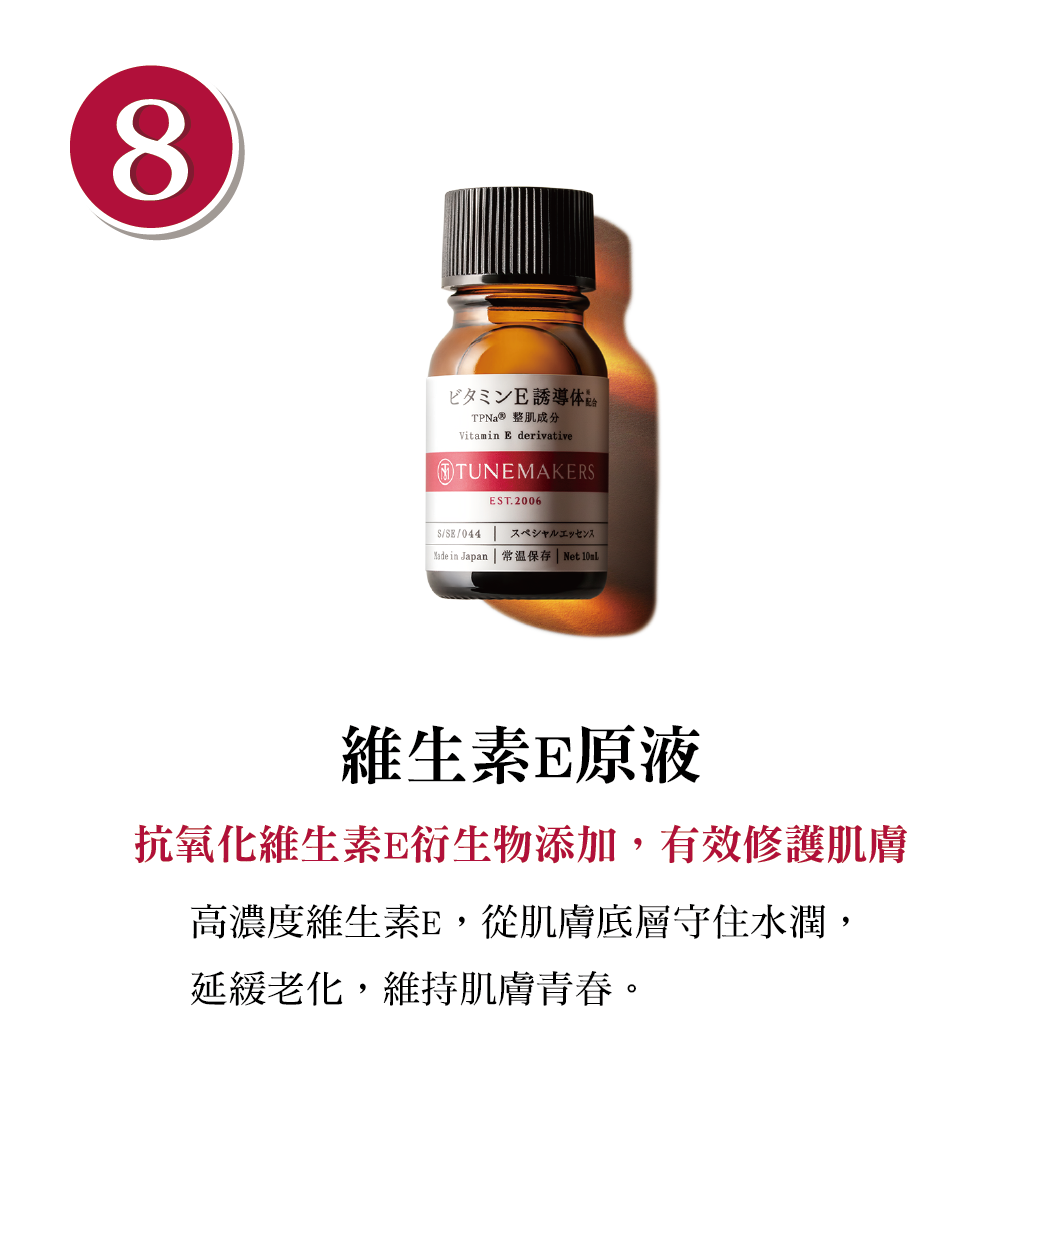 8
ビタミンE誘導体※配合
TPNa® 整肌成分
Vitamin E derivative
TUNEMAKERS
EST.2006
S/SE/044 | スペシャルエッセンス
Made in Japan | 常温保存 | Net 10mL
維生素E原液
抗氧化維生素E衍生物添加，有效修護肌膚
高濃度維生素E，從肌膚底層守住水潤，
延緩老化，維持肌膚青春。